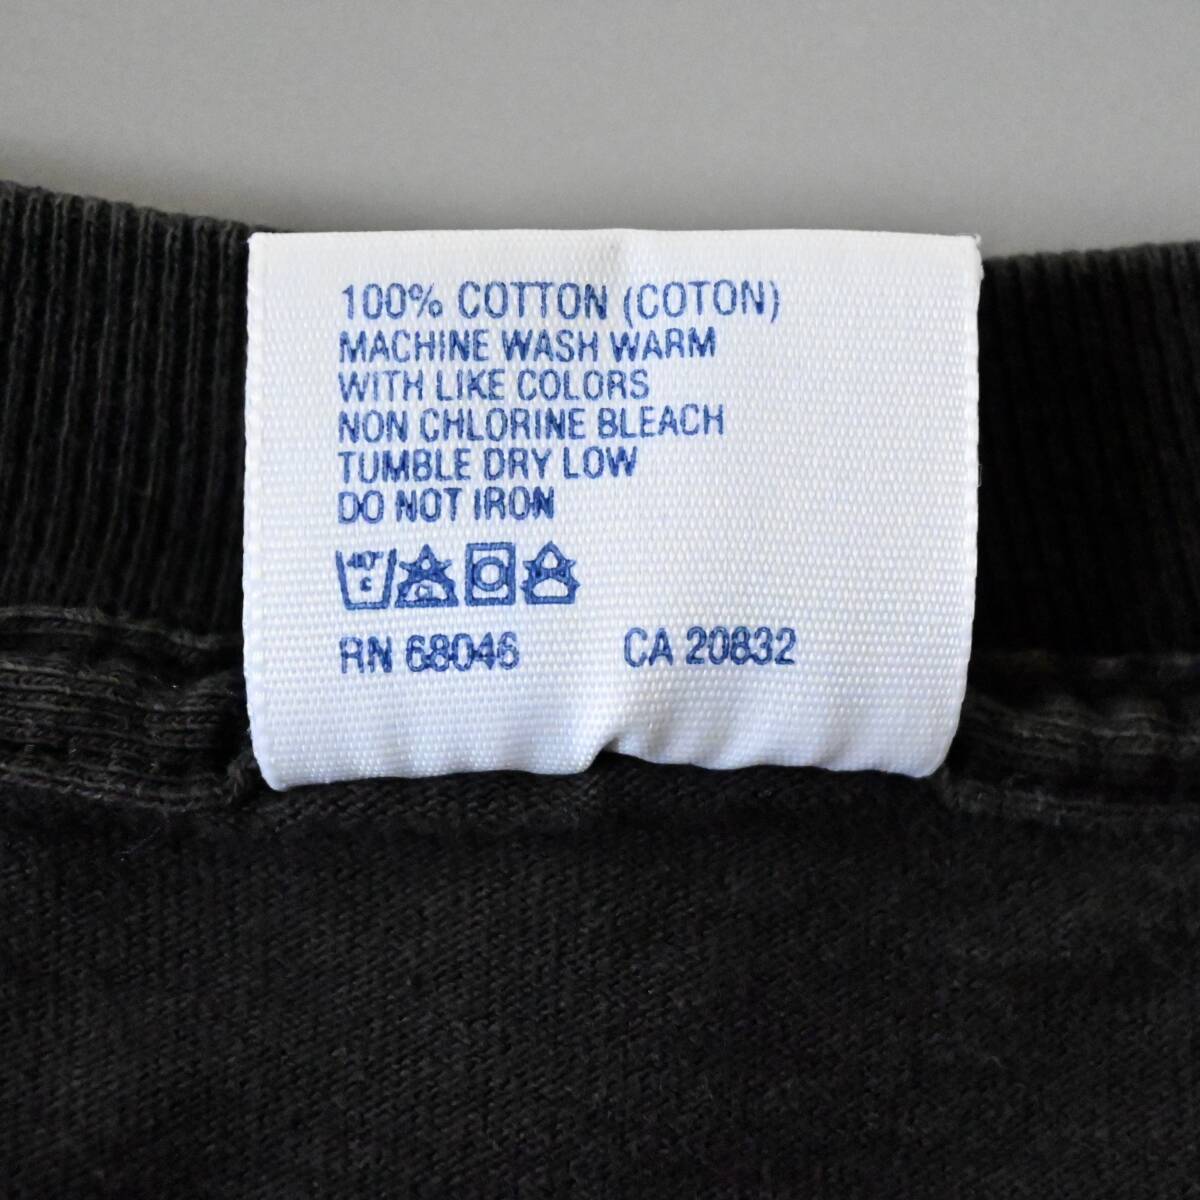 100% COTTON (COTON)
MACHINE WASH WARM
WITH LIKE COLORS
NON CHLORINE BLEACH
TUMBLE DRY LOW
DO NOT IRON
RN 68046 CA 20832